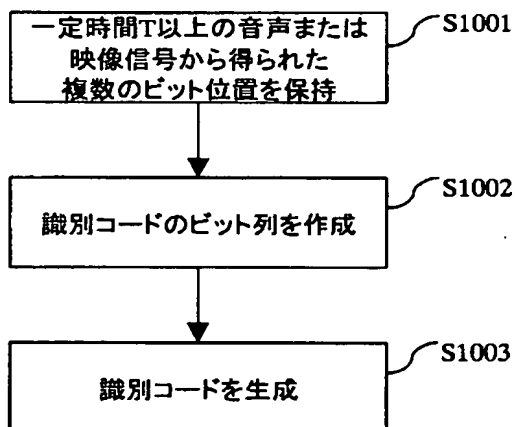 一定時間T以上の音声または
映像信号から得られた
複数のビット位置を保持
S1001
識別コードのビット列を作成
S1002
識別コードを生成
S1003